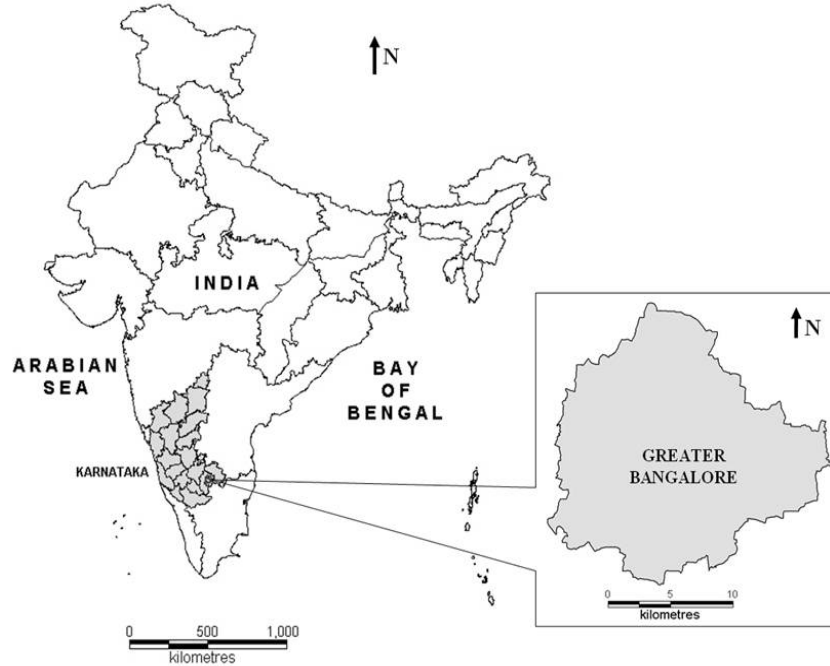 N
INDIA
ARABIAN
SEA
BAY
OF
BENGAL
KARNATAKA
0 500 1,000
kilometres
N
GREATER
BANGALORE
0 5 10
kilometres